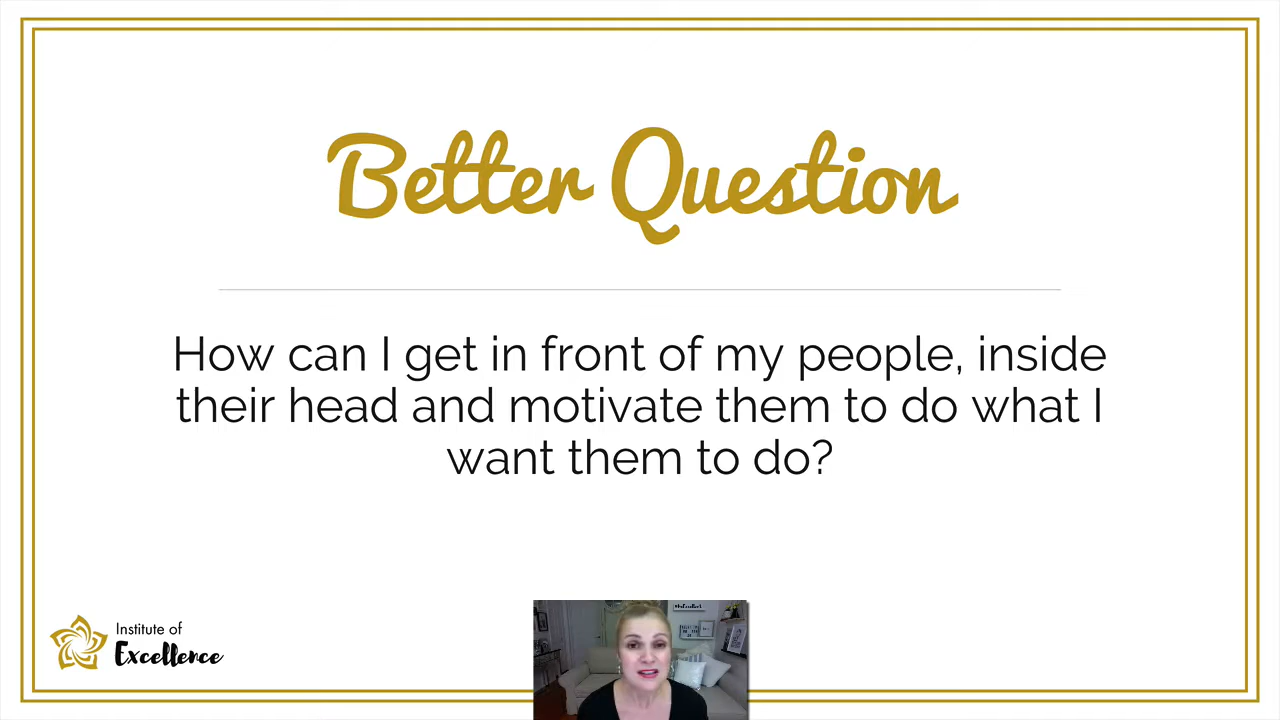 Better Question
How can I get in front of my people, inside
their head and motivate them to do what I
want them to do?
Institute of
Excellence